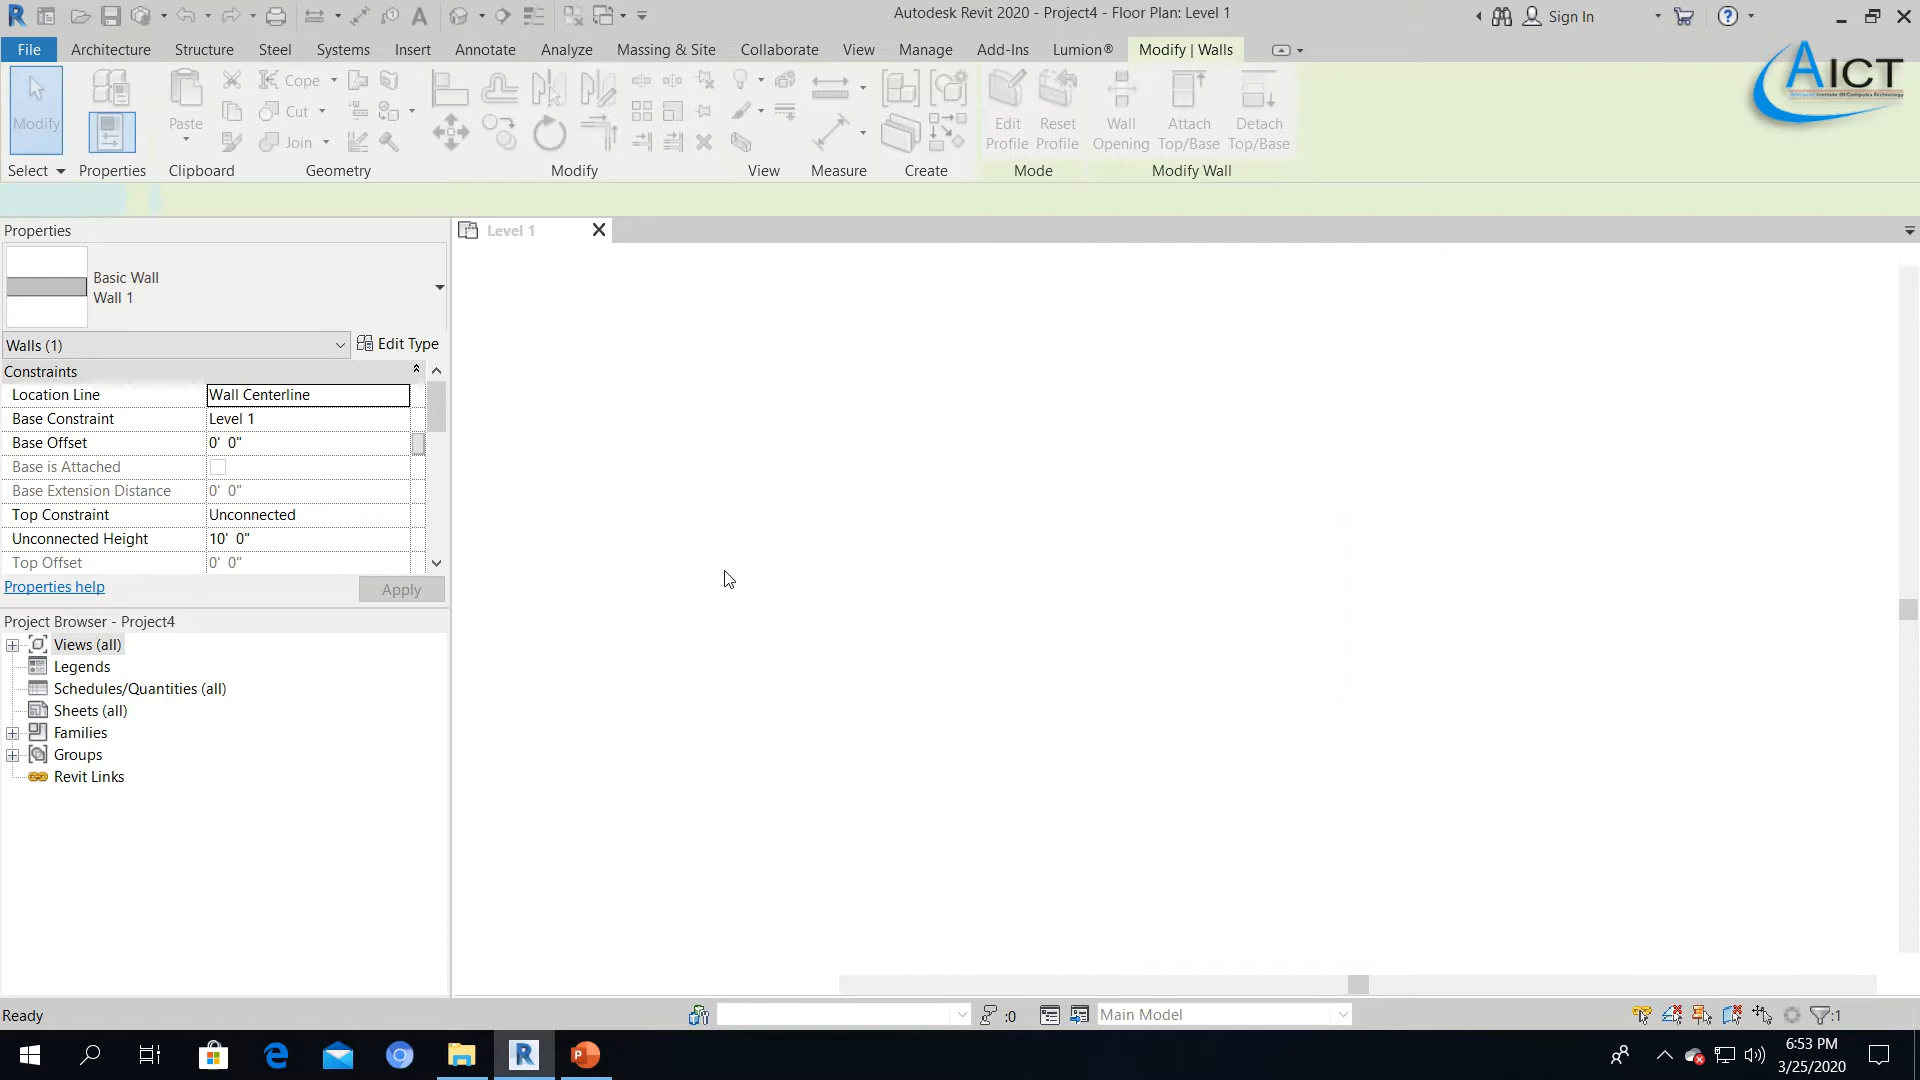 Autodesk Revit 2020 - Project4 - Floor Plan: Level 1
Sign In
File
Architecture
Structure
Steel
Systems
Insert
Annotate
Analyze
Massing & Site
Collaborate
View
Manage
Add-Ins
Lumion®
Modify | Walls
AICT
Modify
Paste
Cope
Cut
Join
Edit Profile
Reset Profile
Wall Opening
Attach Top/Base
Detach Top/Base
Select
Properties
Clipboard
Geometry
Modify
View
Measure
Create
Mode
Modify Wall
Properties
Level 1
Basic Wall
Wall 1
Walls (1)
Edit Type
Constraints
Location Line Wall Centerline
Base Constraint Level 1
Base Offset 0' 0"
Base is Attached
Base Extension Distance 0' 0"
Top Constraint Unconnected
Unconnected Height 10' 0"
Top Offset 0' 0"
Properties help
Apply
Project Browser - Project4
Views (all)
Legends
Schedules/Quantities (all)
Sheets (all)
Families
Groups
Revit Links
Ready
:0
Main Model
:1
6:53 PM
3/25/2020